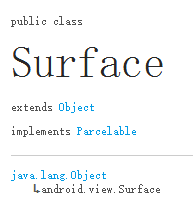 public class
Surface
extends Object
implements Parcelable
java.lang.Object
↳android.view.Surface